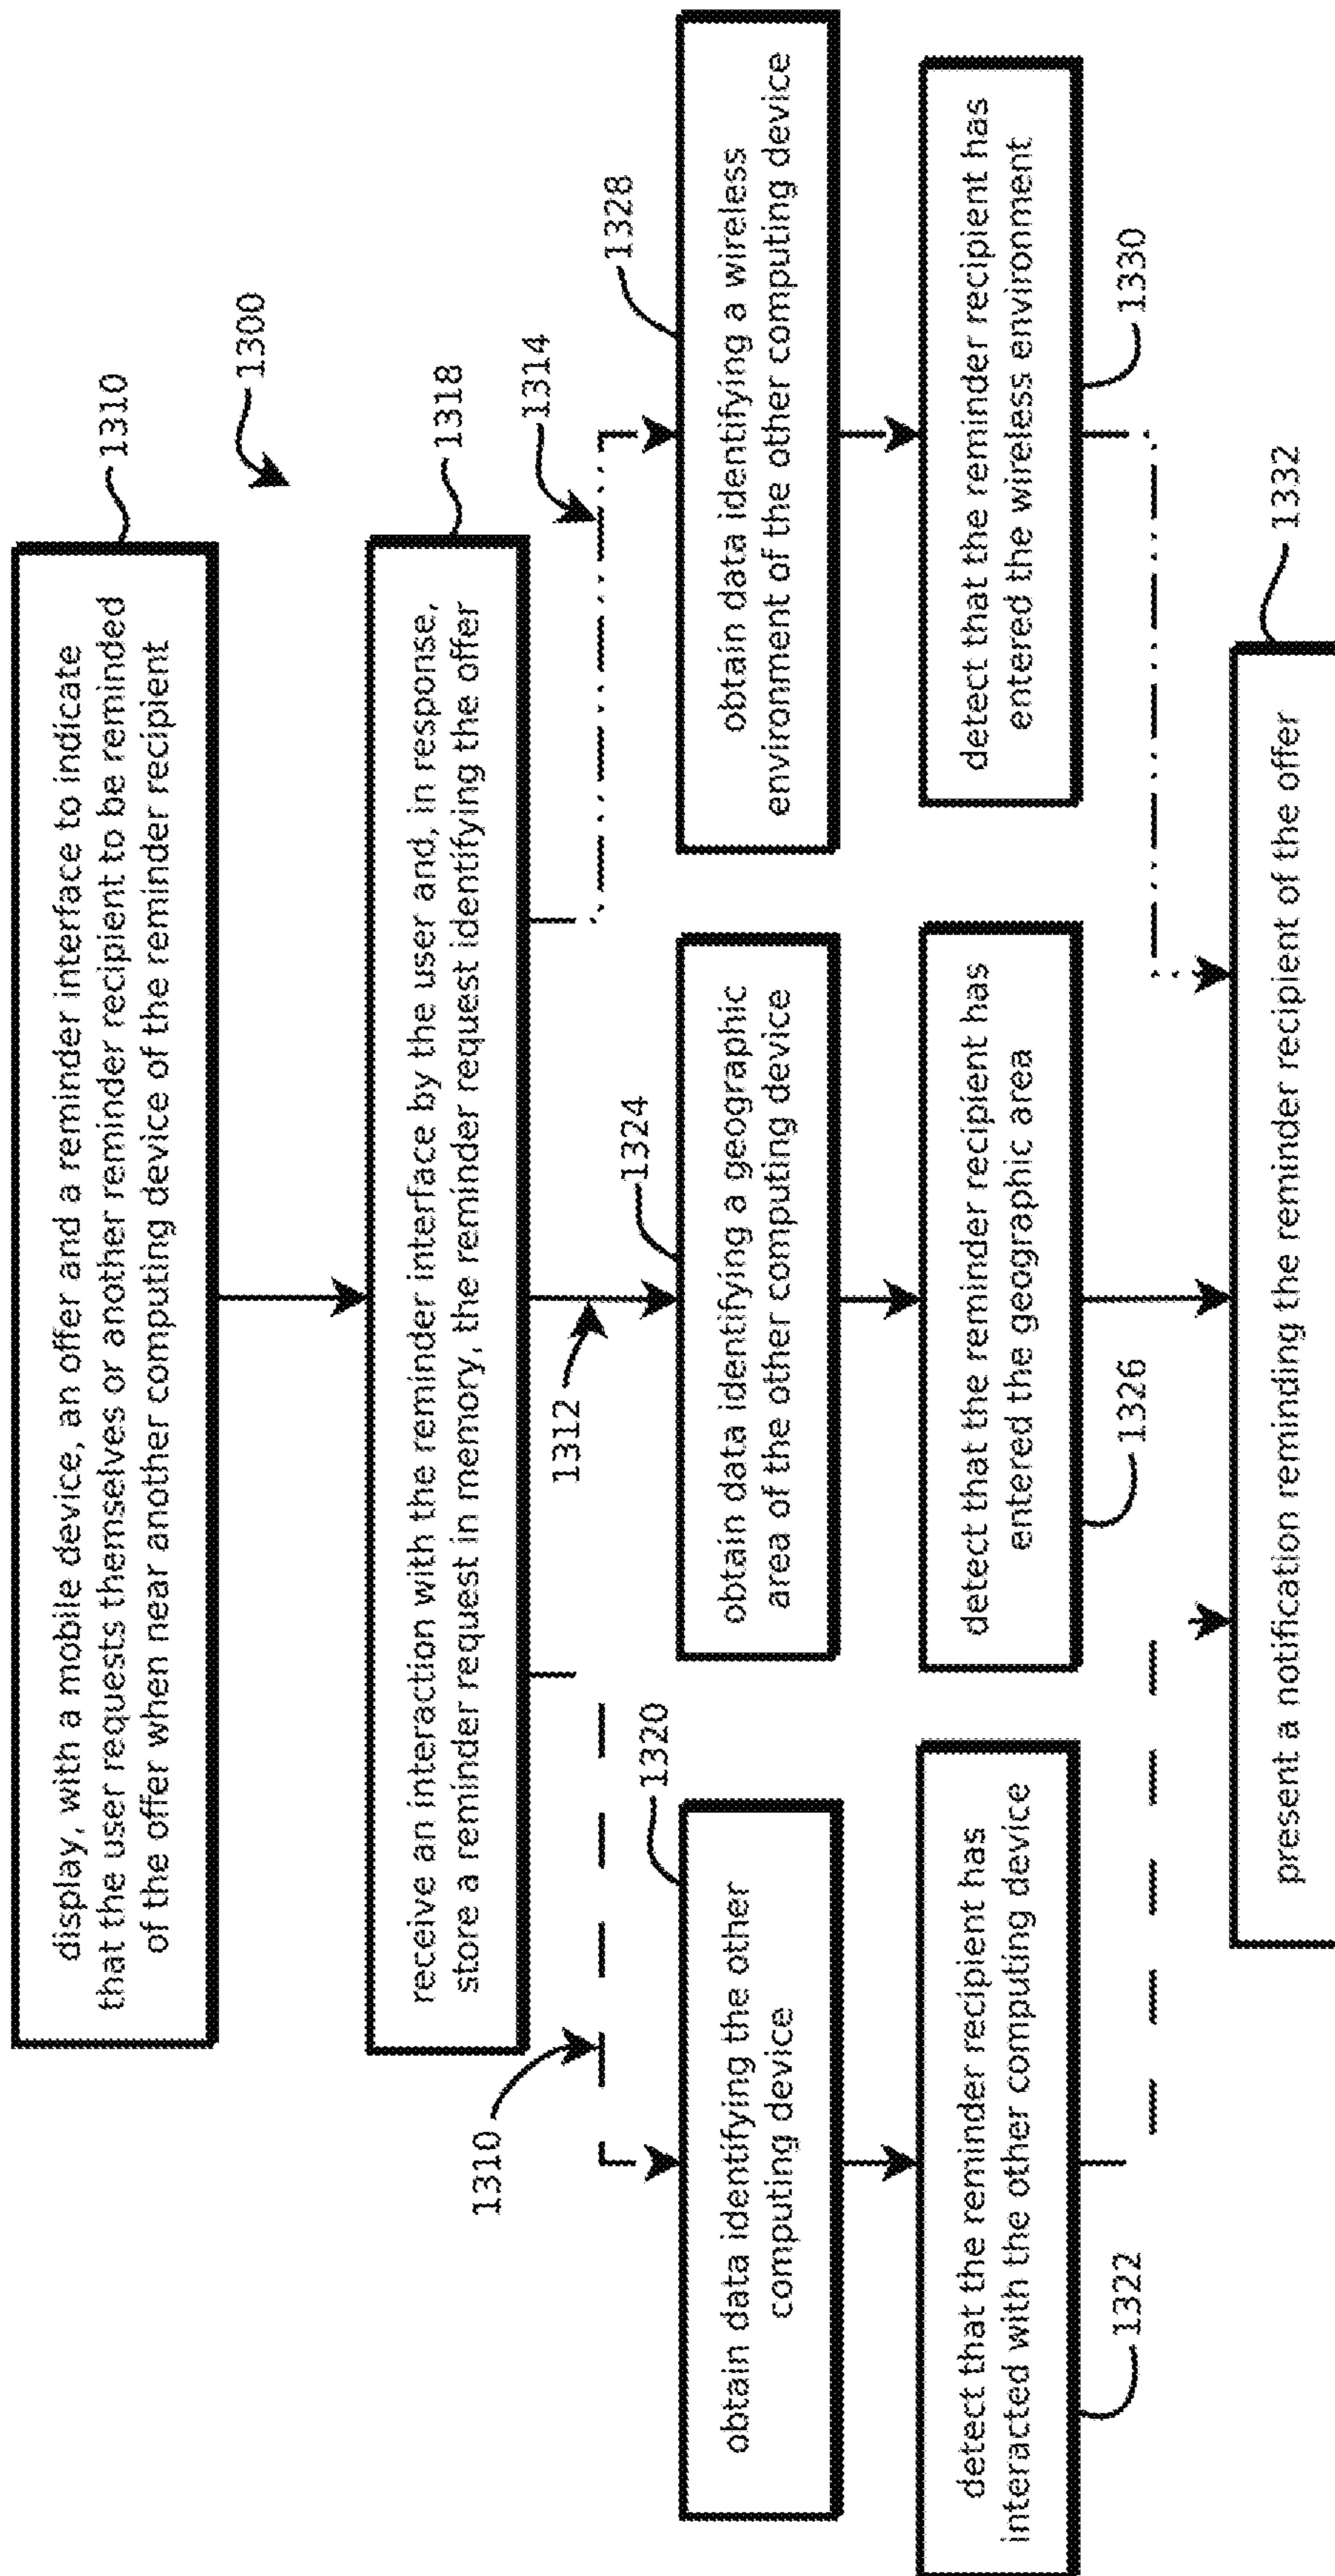 1310
display, with a mobile device, an offer and a reminder interface to indicate
that the user requests themselves or another reminder recipient to be reminded
of the offer when near another computing device of the reminder recipient
1300
1318
receive an interaction with the reminder interface by the user and, in response,
store a reminder request in memory, the reminder request identifying the offer
1310
1312
1314
1320
obtain data identifying the other
computing device
1324
obtain data identifying a geographic
area of the other computing device
1328
obtain data identifying a wireless
environment of the other computing device
detect that the reminder recipient has
interacted with the other computing device
1322
detect that the reminder recipient has
entered the geographic area
1326
detect that the reminder recipient has
entered the wireless environment
1330
1332
present a notification reminding the reminder recipient of the offer